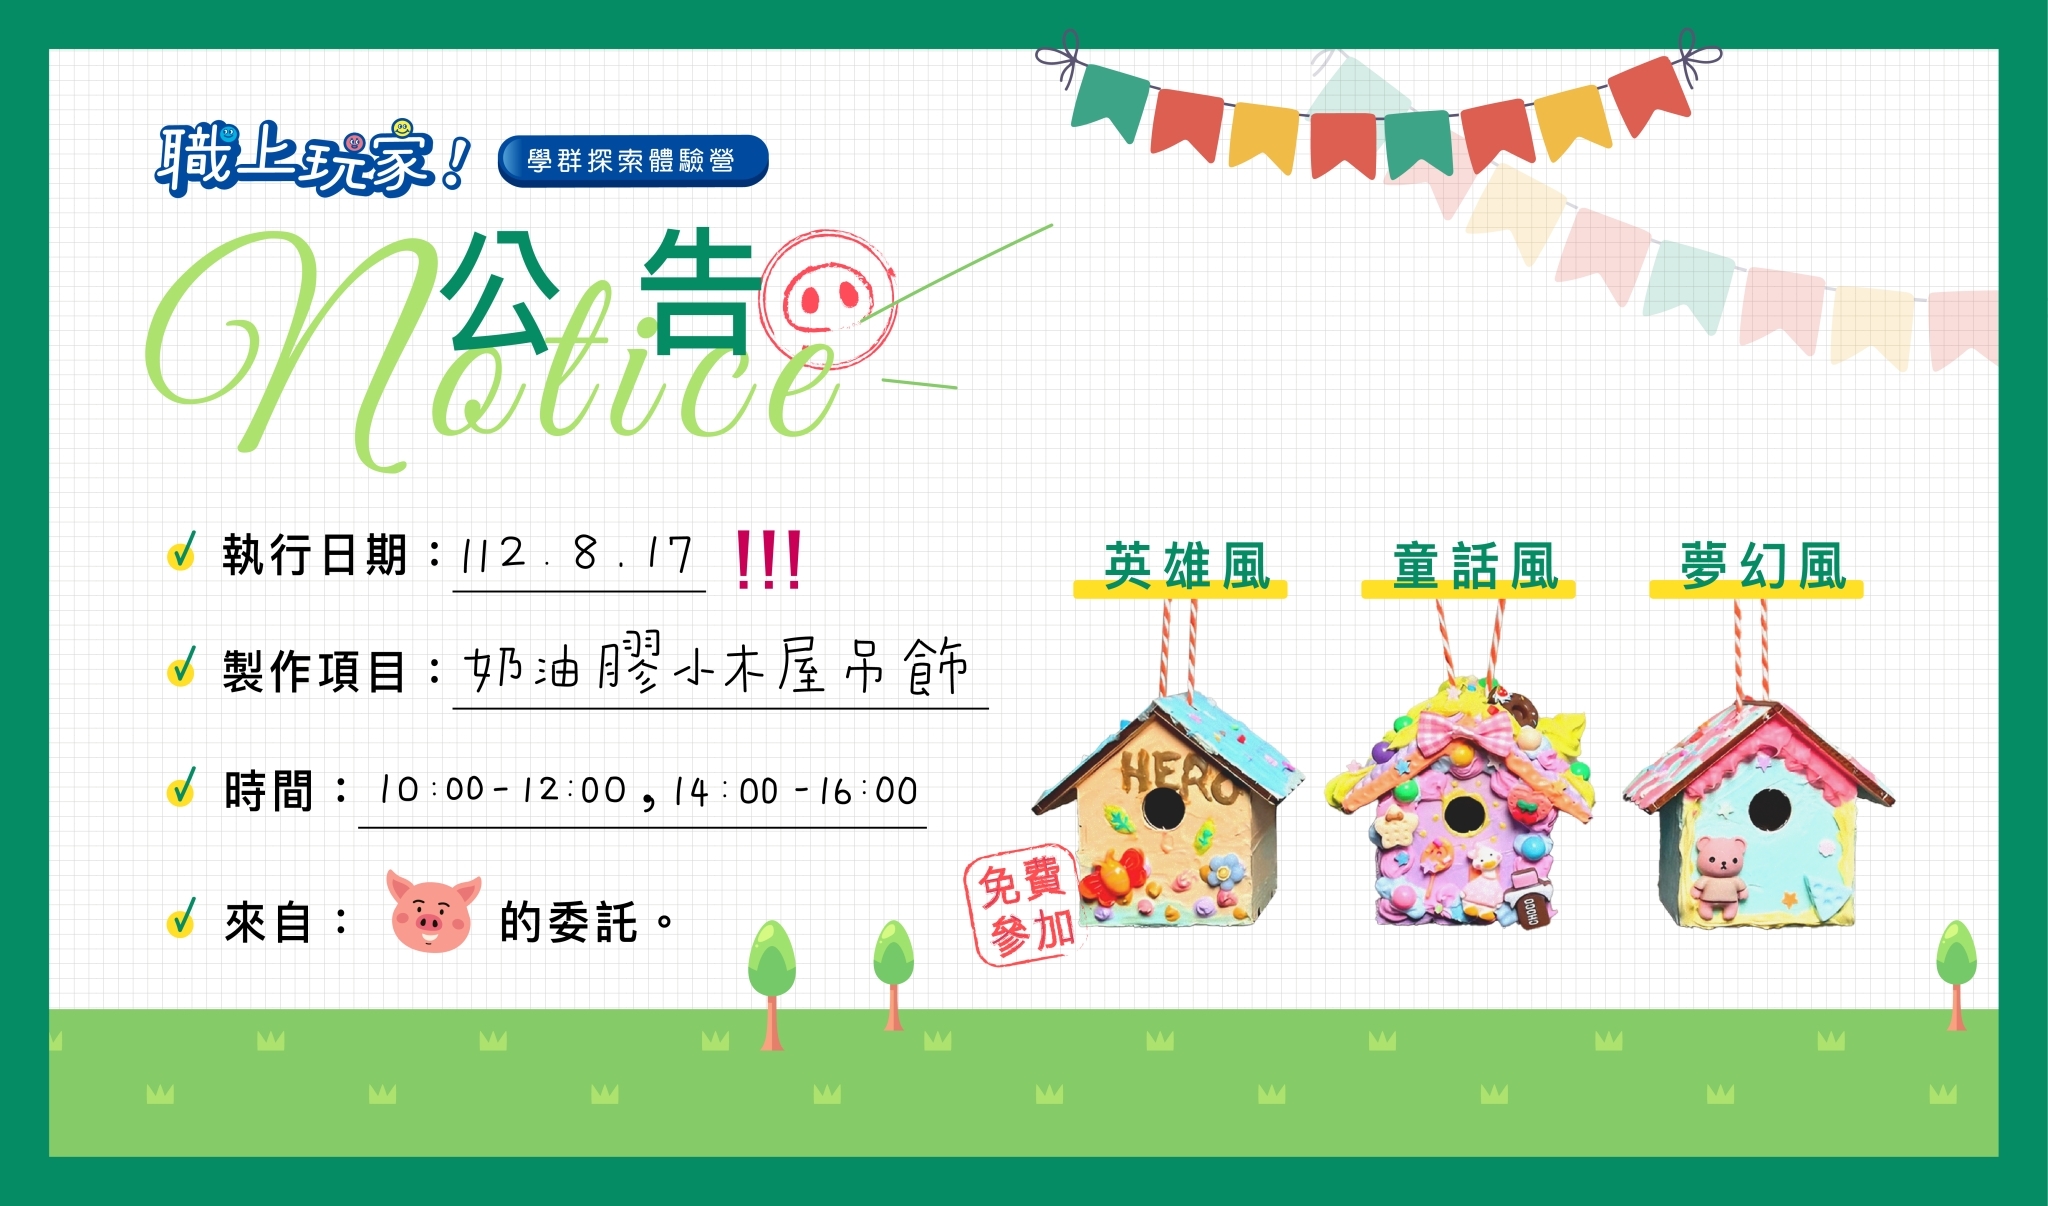 職上玩家！ 學群探索體驗營
公告
Notice
執行日期：112.8.17 !!!
製作項目：奶油膠小木屋吊飾
時間：10:00-12:00，14:00-16:00
來自： 的委託。
英雄風 童話風 夢幻風
HERO
CHOCO
免費
參加